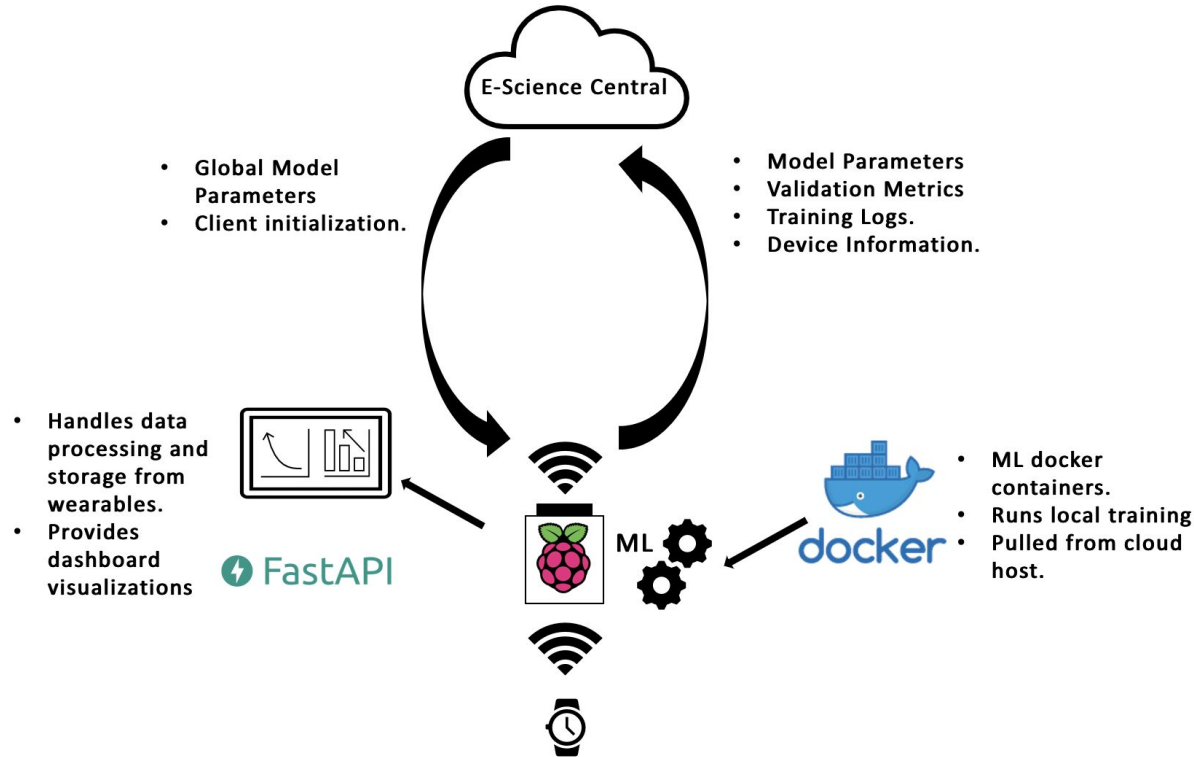 E-Science Central
• Global Model
Parameters
• Client initialization.
• Model Parameters
• Validation Metrics
• Training Logs.
• Device Information.
• Handles data
processing and
storage from
wearables.
• Provides
dashboard
visualizations
FastAPI
ML
docker
• ML docker
containers.
• Runs local training
• Pulled from cloud
host.